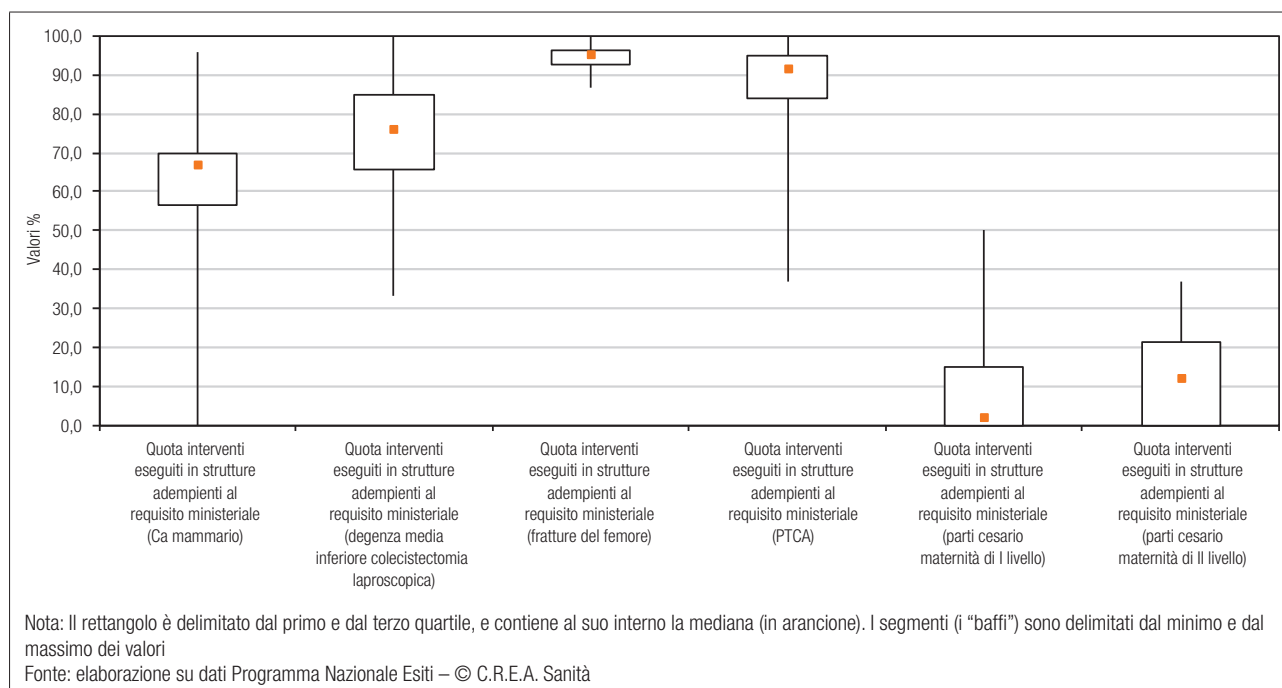 100,0
90,0
80,0
70,0
60,0
50,0
40,0
30,0
20,0
10,0
0,0
Valori %
Quota interventi
eseguiti in strutture
adempienti al
requisito ministeriale
(Ca mammario)
Quota interventi
eseguiti in strutture
adempienti al
requisito ministeriale
(degenza media
inferiore colecistectomia
laproscopica)
Quota interventi
eseguiti in strutture
adempienti al
requisito ministeriale
(fratture del femore)
Quota interventi
eseguiti in strutture
adempienti al
requisito ministeriale
(PTCA)
Quota interventi
eseguiti in strutture
adempienti al
requisito ministeriale
(parti cesario
maternità di I livello)
Quota interventi
eseguiti in strutture
adempienti al
requisito ministeriale
(parti cesario
maternità di II livello)
Nota: Il rettangolo è delimitato dal primo e dal terzo quartile, e contiene al suo interno la mediana (in arancione). I segmenti (i “baffi”) sono delimitati dal minimo e dal
massimo dei valori
Fonte: elaborazione su dati Programma Nazionale Esiti – © C.R.E.A. Sanità